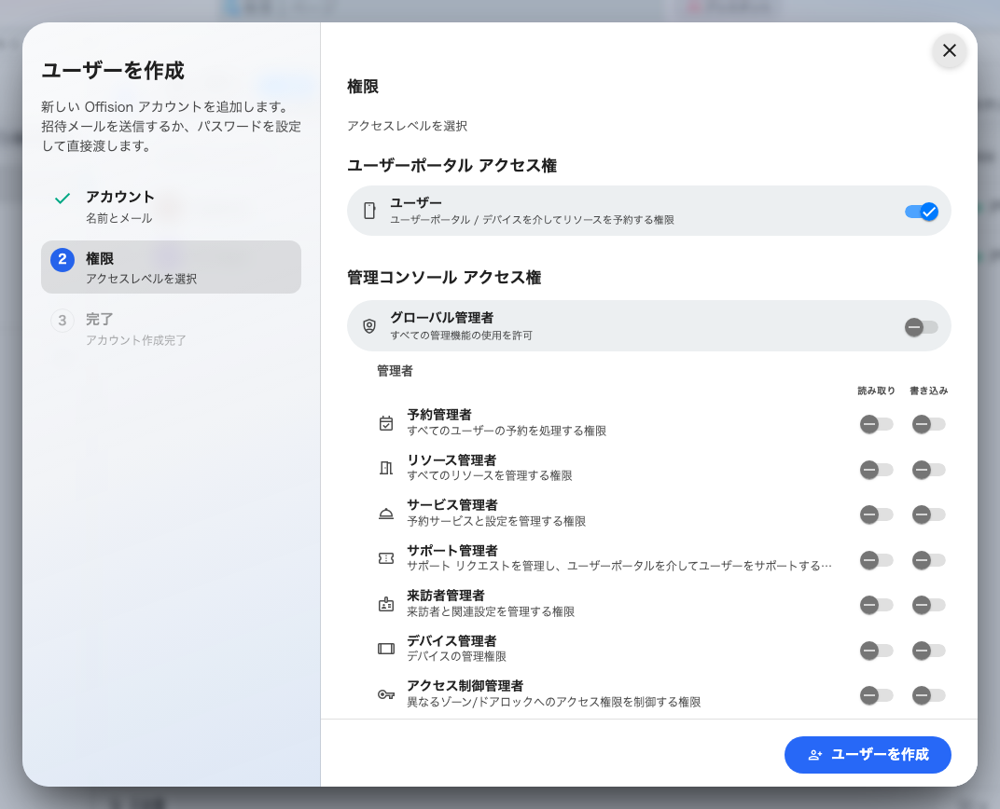 ユーザーを作成
新しい Offision アカウントを追加します。
招待メールを送信するか、パスワードを設定
して直接渡します。
アカウント
名前とメール
2
権限
アクセスレベルを選択
3
完了
アカウント作成完了
権限
アクセスレベルを選択
ユーザーポータル アクセス権
ユーザー
ユーザーポータル / デバイスを介してリソースを予約する権限
管理コンソール アクセス権
グローバル管理者
すべての管理機能の使用を許可
管理者
読み取り 書き込み
予約管理者
すべてのユーザーの予約を処理する権限
リソース管理者
すべてのリソースを管理する権限
サービス管理者
予約サービスと設定を管理する権限
サポート管理者
サポート リクエストを管理し、ユーザーポータルを介してユーザーをサポートする…
来訪者管理者
来訪者と関連設定を管理する権限
デバイス管理者
デバイスの管理権限
アクセス制御管理者
異なるゾーン/ドアロックへのアクセス権限を制御する権限
ユーザーを作成